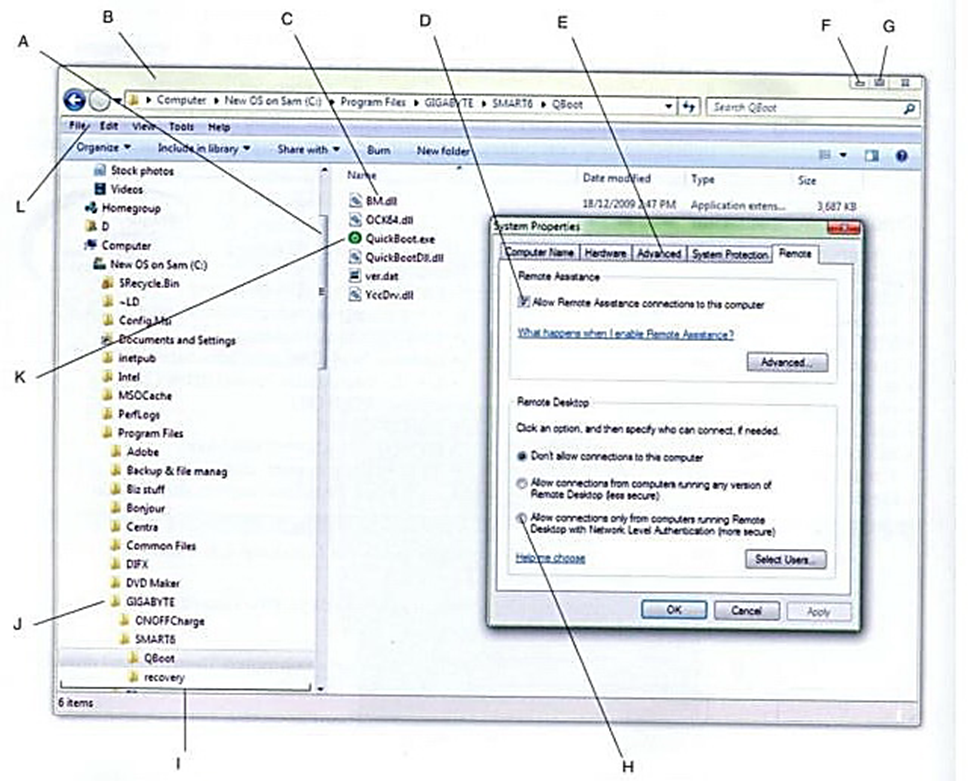 A
B
C
D
E
F
G
Computer
New OS on Sam (C:)
Program Files
GIGABYTE
SMART6
QBoot
Search QBoot
File Edit View Tools Help
Organize
Include in library
Share with
Burn
New folder
L
Stock photos
Videos
Homegroup
D
Computer
New OS on Sam (C:)
$Recycle.Bin
~LD
Config.Msi
Documents and Settings
inetpub
Intel
MSOCache
PerfLogs
Program Files
Adobe
Backup & file manag
Biz stuff
Bonjour
Centra
Common Files
DIFX
DVD Maker
GIGABYTE
ONOFFCharge
SMART6
QBoot
recovery
K
J
I
6 items
Name
Date modified
Type
Size
BM.dll
18/12/2009 2:47 PM
Application extens...
3,687 KB
OCK64.dll
QuickBoot.exe
QuickBootDll.dll
ver.dat
YccDrv.dll
System Properties
Computer Name
Hardware
Advanced
System Protection
Remote
Remote Assistance
Allow Remote Assistance connections to this computer
What happens when I enable Remote Assistance?
Advanced...
Remote Desktop
Click an option, and then specify who can connect, if needed.
Don't allow connections to this computer
Allow connections from computers running any version of
Remote Desktop (less secure)
Allow connections only from computers running Remote
Desktop with Network Level Authentication (more secure)
Help me choose
Select Users...
OK
Cancel
Apply
H